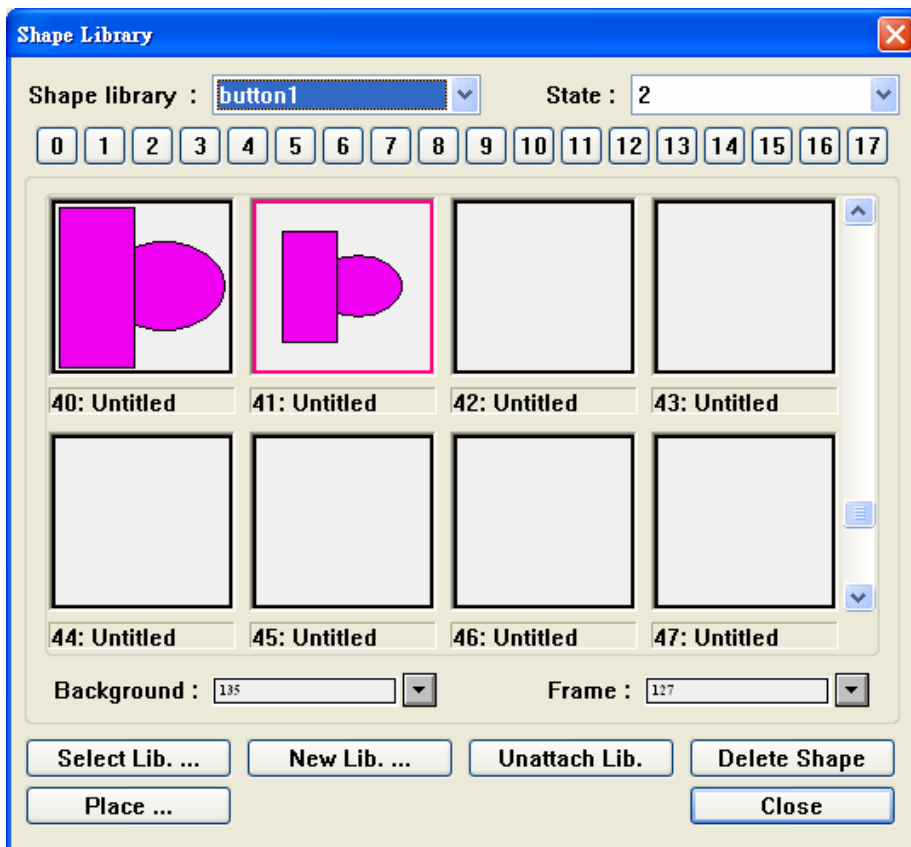 Shape Library
Shape library : button1 State : 2
0 1 2 3 4 5 6 7 8 9 10 11 12 13 14 15 16 17
40: Untitled 41: Untitled 42: Untitled 43: Untitled
44: Untitled 45: Untitled 46: Untitled 47: Untitled
Background : 135 Frame : 127
Select Lib. ... New Lib. ... Unattach Lib. Delete Shape
Place ... Close